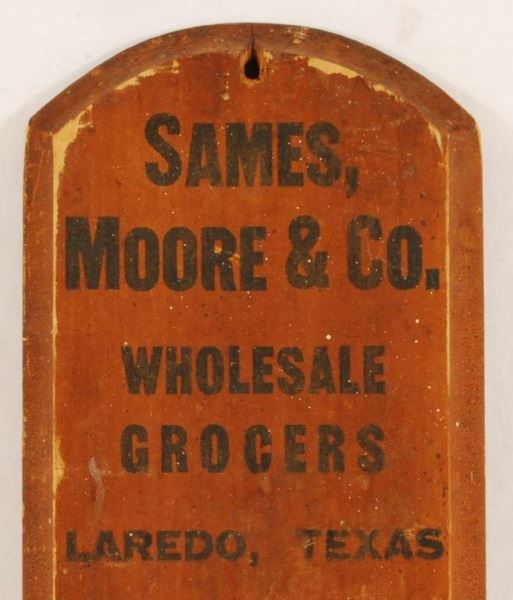 SAMES,
MOORE & CO.
WHOLESALE
GROCERS
LAREDO, TEXAS